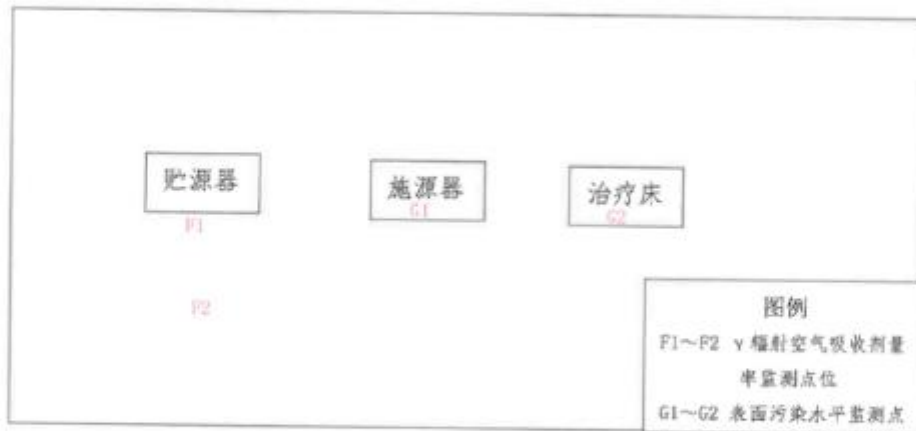 贮源器
施源器
治疗床
F1
G1
G2
F2
图例
F1～F2 γ辐射空气吸收剂量
率监测点位
G1～G2 表面污染水平监测点